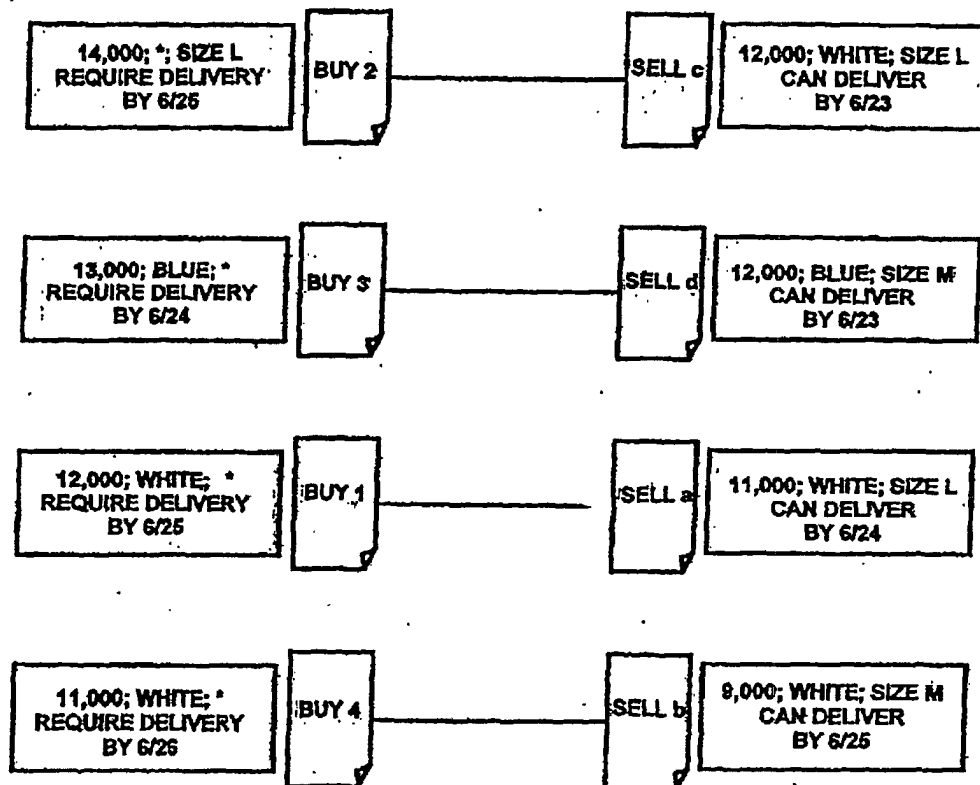 14,000; *; SIZE L
REQUIRE DELIVERY
BY 6/25
BUY 2
SELL c
12,000; WHITE; SIZE L
CAN DELIVER
BY 6/23
13,000; BLUE; *
REQUIRE DELIVERY
BY 6/24
BUY 3
SELL d
12,000; BLUE; SIZE M
CAN DELIVER
BY 6/23
12,000; WHITE; *
REQUIRE DELIVERY
BY 6/25
BUY 1
SELL a
11,000; WHITE; SIZE L
CAN DELIVER
BY 6/24
11,000; WHITE; *
REQUIRE DELIVERY
BY 6/26
BUY 4
SELL b
9,000; WHITE; SIZE M
CAN DELIVER
BY 6/25